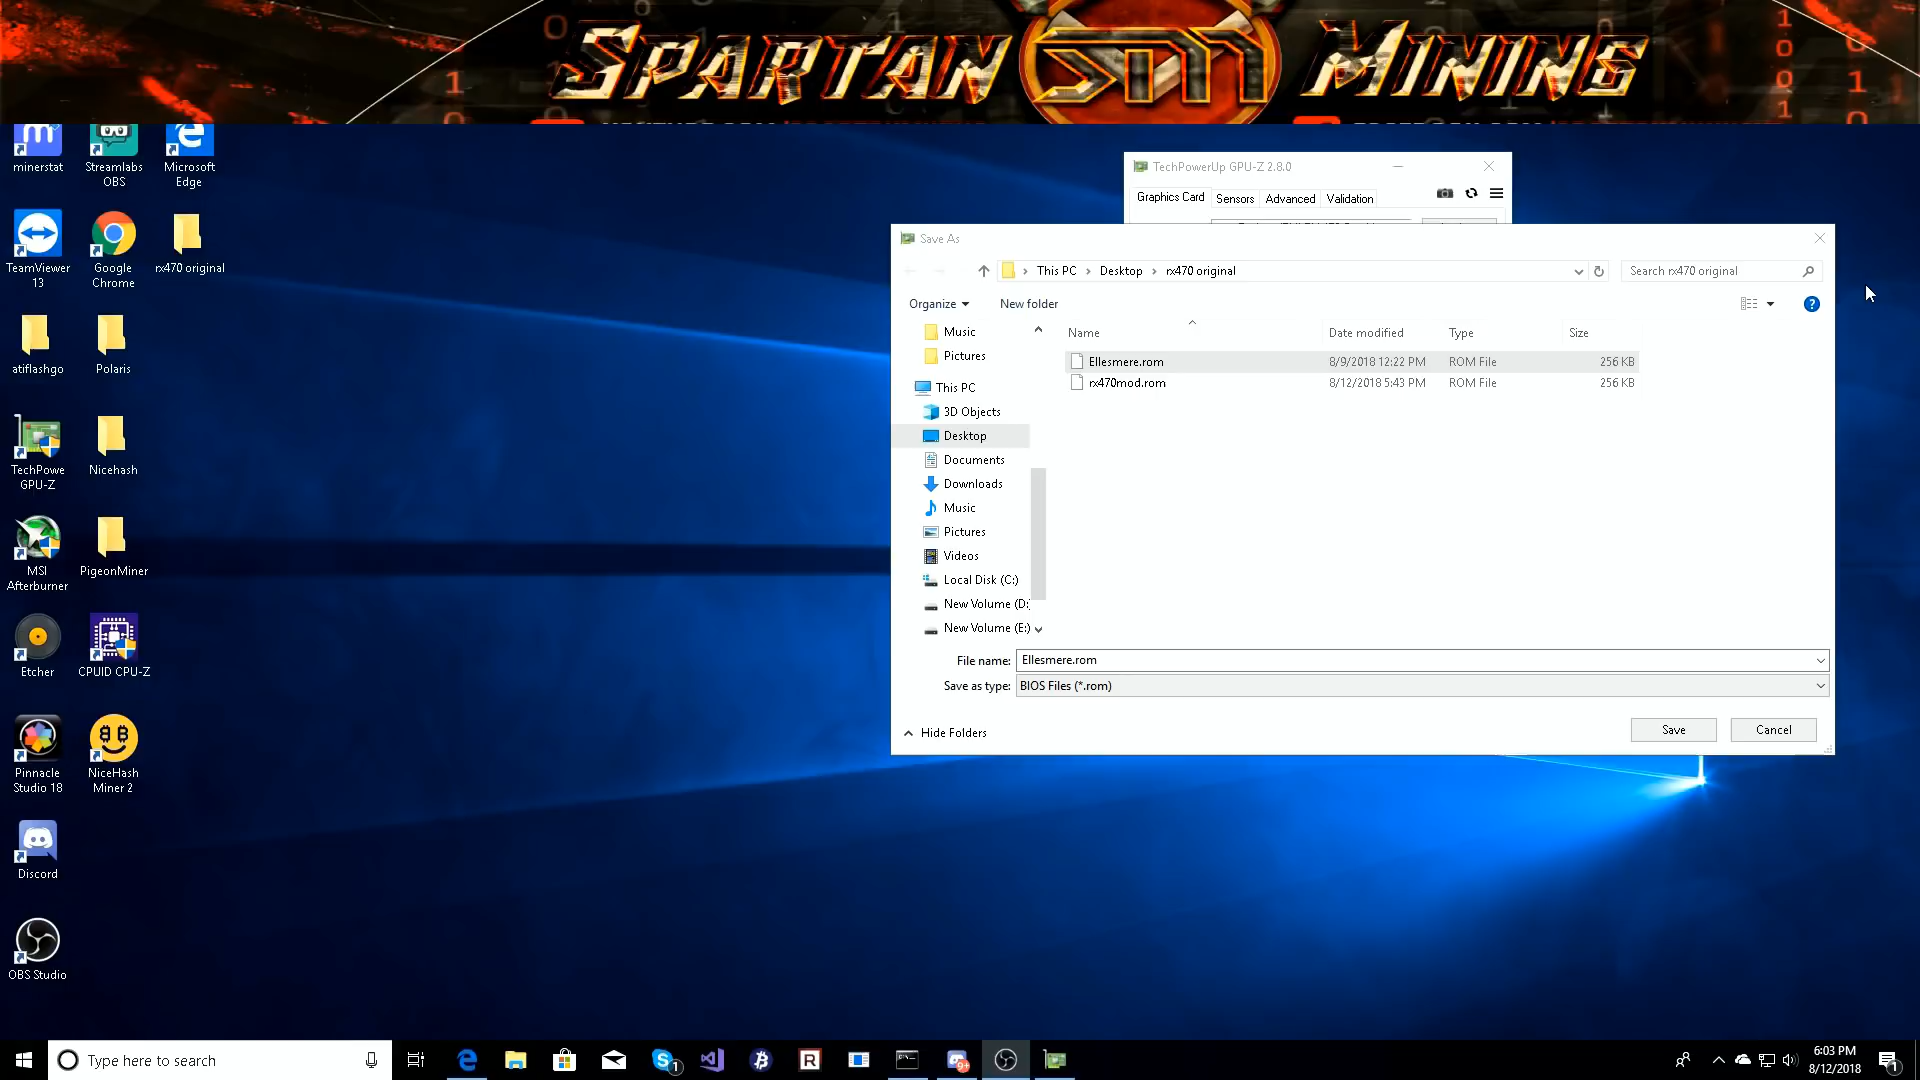 SPARTAN SM MINING
minerstat
Streamlabs
OBS
Microsoft
Edge
TeamViewer
13
Google
Chrome
rx470 original
atiflashgo
Polaris
TechPowe
GPU-Z
Nicehash
MSI
Afterburner
PigeonMiner
Etcher
CPUID CPU-Z
Pinnacle
Studio 18
NiceHash
Miner 2
Discord
OBS Studio
TechPowerUp GPU-Z 2.8.0
Graphics Card Sensors Advanced Validation
Save As
This PC > Desktop > rx470 original
Search rx470 original
Organize New folder
Music
Pictures
This PC
3D Objects
Desktop
Documents
Downloads
Music
Pictures
Videos
Local Disk (C:)
New Volume (D:
New Volume (E:)
Name Date modified Type Size
Ellesmere.rom 8/9/2018 12:22 PM ROM File 256 KB
rx470mod.rom 8/12/2018 5:43 PM ROM File 256 KB
File name: Ellesmere.rom
Save as type: BIOS Files (*.rom)
Hide Folders
Save Cancel
Type here to search
6:03 PM
8/12/2018